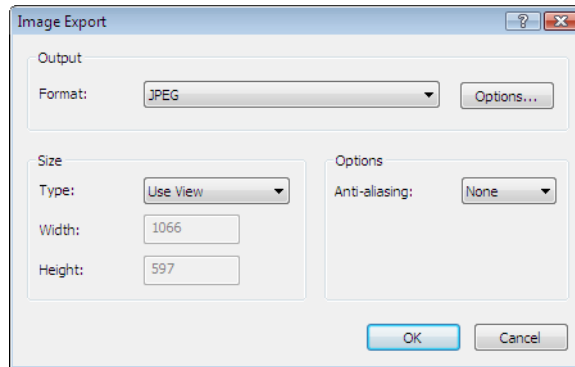 Image Export
Output
Format: JPEG Options...
Size
Type: Use View
Width: 1066
Height: 597
Options
Anti-aliasing: None
OK Cancel